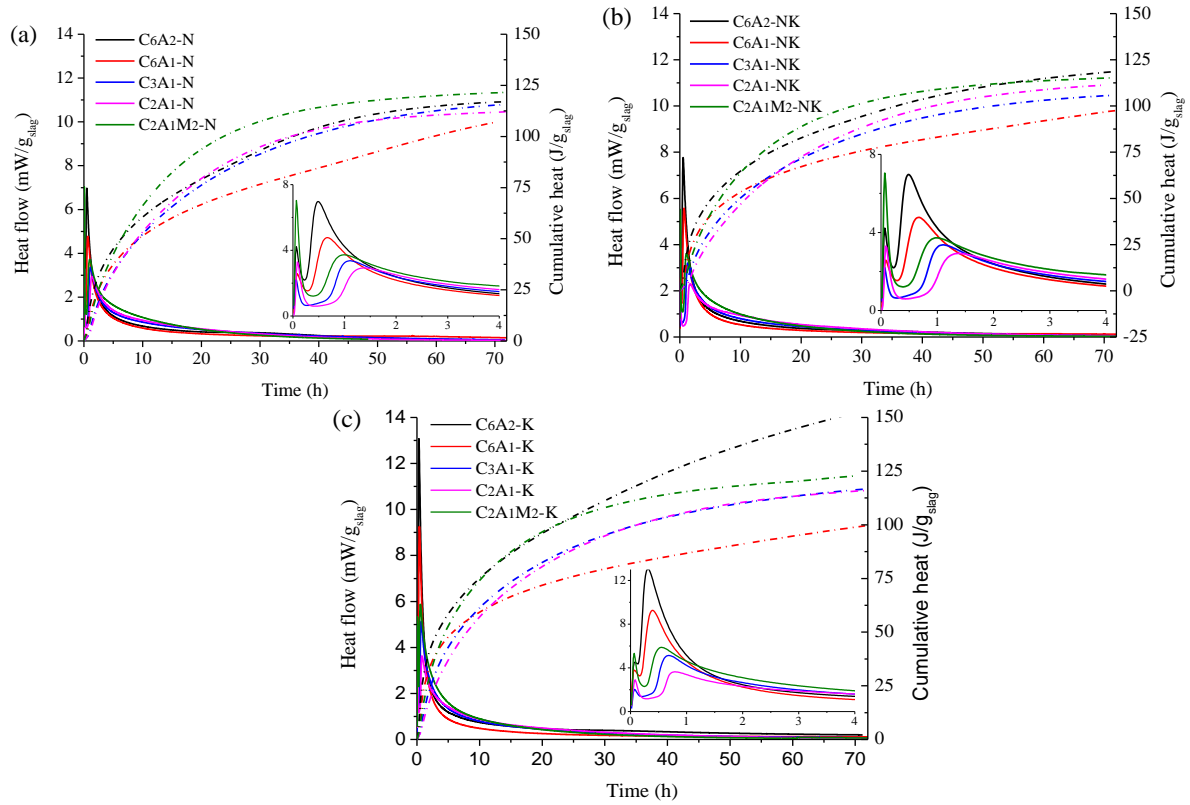 (a)
C6A2-N
C6A1-N
C3A1-N
C2A1-N
C2A1M2-N
Heat flow (mW/gslag)
14
12
11
10
9
8
7
6
5
4
3
2
1
0
0 10 20 30 40 50 60 70
Time (h)
150
125
100
75
50
25
0
Cumulative heat (J/gslag)
8
4
0
0 1 2 3 4
(b)
C6A2-NK
C6A1-NK
C3A1-NK
C2A1-NK
C2A1M2-NK
Heat flow (mW/gslag)
14
12
10
8
6
4
2
0
0 10 20 30 40 50 60 70
Time (h)
150
125
100
75
50
25
0
-25
Cumulative heat (J/gslag)
8
4
0
0 1 2 3 4
(c)
C6A2-K
C6A1-K
C3A1-K
C2A1-K
C2A1M2-K
Heat flow (mW/gslag)
14
12
10
8
6
4
2
0
0 10 20 30 40 50 60 70
Time (h)
150
125
100
75
50
25
0
Cumulative heat (J/gslag)
12
8
4
0
0 1 2 3 4